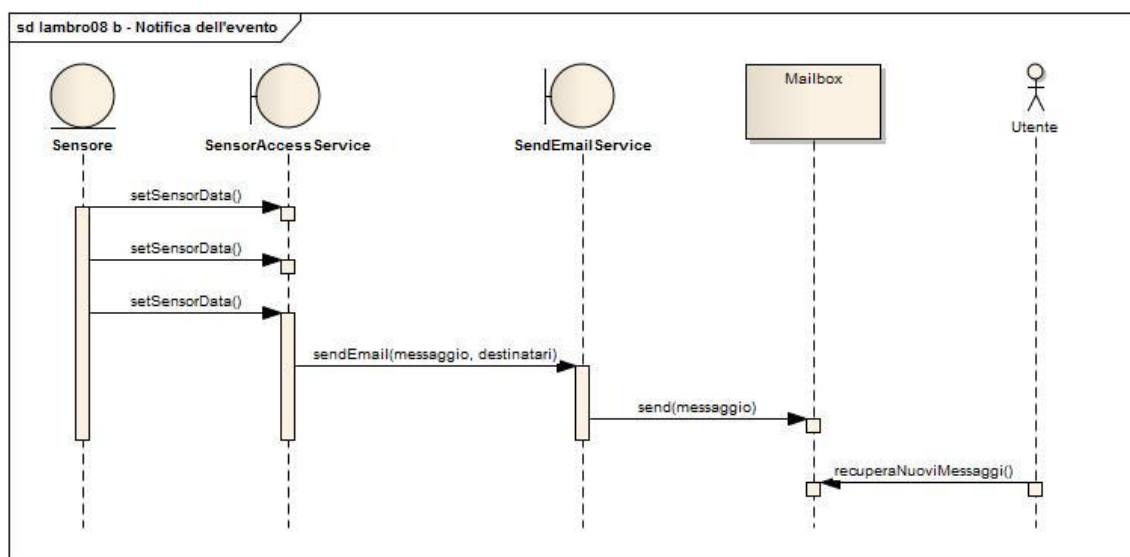 sd lambro08 b - Notifica dell'evento
Sensore
SensorAccessService
SendEmailService
Mailbox
Utente
setSensorData()
setSensorData()
setSensorData()
sendEmail(messaggio, destinatari)
send(messaggio)
recuperaNuoviMessaggi()